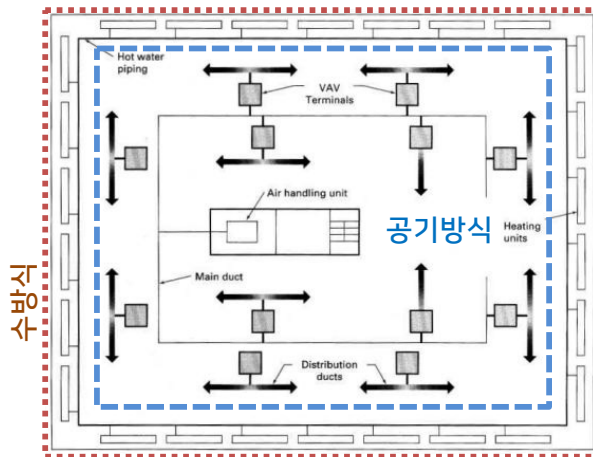 Hot water
piping
VAV
Terminals
Air handling unit
공기방식
Heating
units
수방식
Main duct
Distribution
ducts